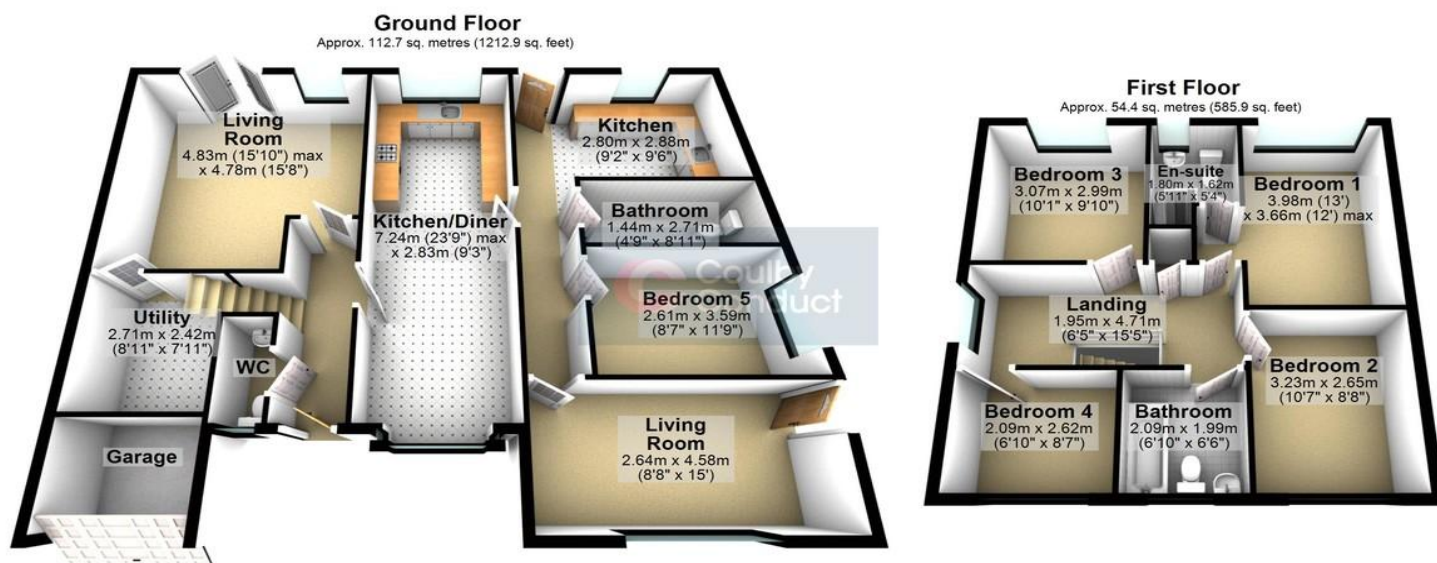 Ground Floor
Approx. 112.7 sq. metres (1212.9 sq. feet)
Living
Room
4.83m (15'10") max
x 4.78m (15'8")
Kitchen
2.80m x 2.88m
(9'2" x 9'6")
Kitchen/Diner
7.24m (23'9") max
x 2.83m (9'3")
Bathroom
1.44m x 2.71m
(4'9" x 8'11")
Coulby
Conduct
Bedroom 5
2.61m x 3.59m
(8'7" x 11'9")
Utility
2.71m x 2.42m
(8'11" x 7'11")
WC
Garage
Living
Room
2.64m x 4.58m
(8'8" x 15')
First Floor
Approx. 54.4 sq. metres (585.9 sq. feet)
Bedroom 3
3.07m x 2.99m
(10'1" x 9'10")
En-suite
1.80m x 1.62m
(5'11" x 5'4")
Bedroom 1
3.98m (13')
x 3.66m (12') max
Landing
1.95m x 4.71m
(6'5" x 15'5")
Bedroom 2
3.23m x 2.65m
(10'7" x 8'8")
Bedroom 4
2.09m x 2.62m
(6'10" x 8'7")
Bathroom
2.09m x 1.99m
(6'10" x 6'6")